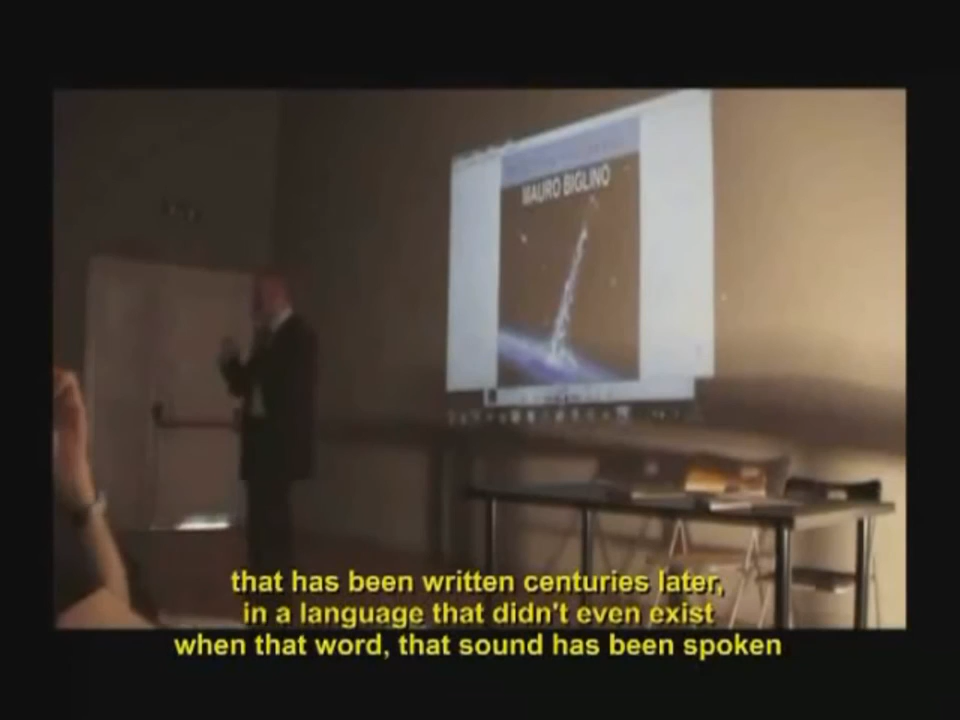 MAURO BIGLINO
that has been written centuries later,
in a language that didn't even exist
when that word, that sound has been spoken